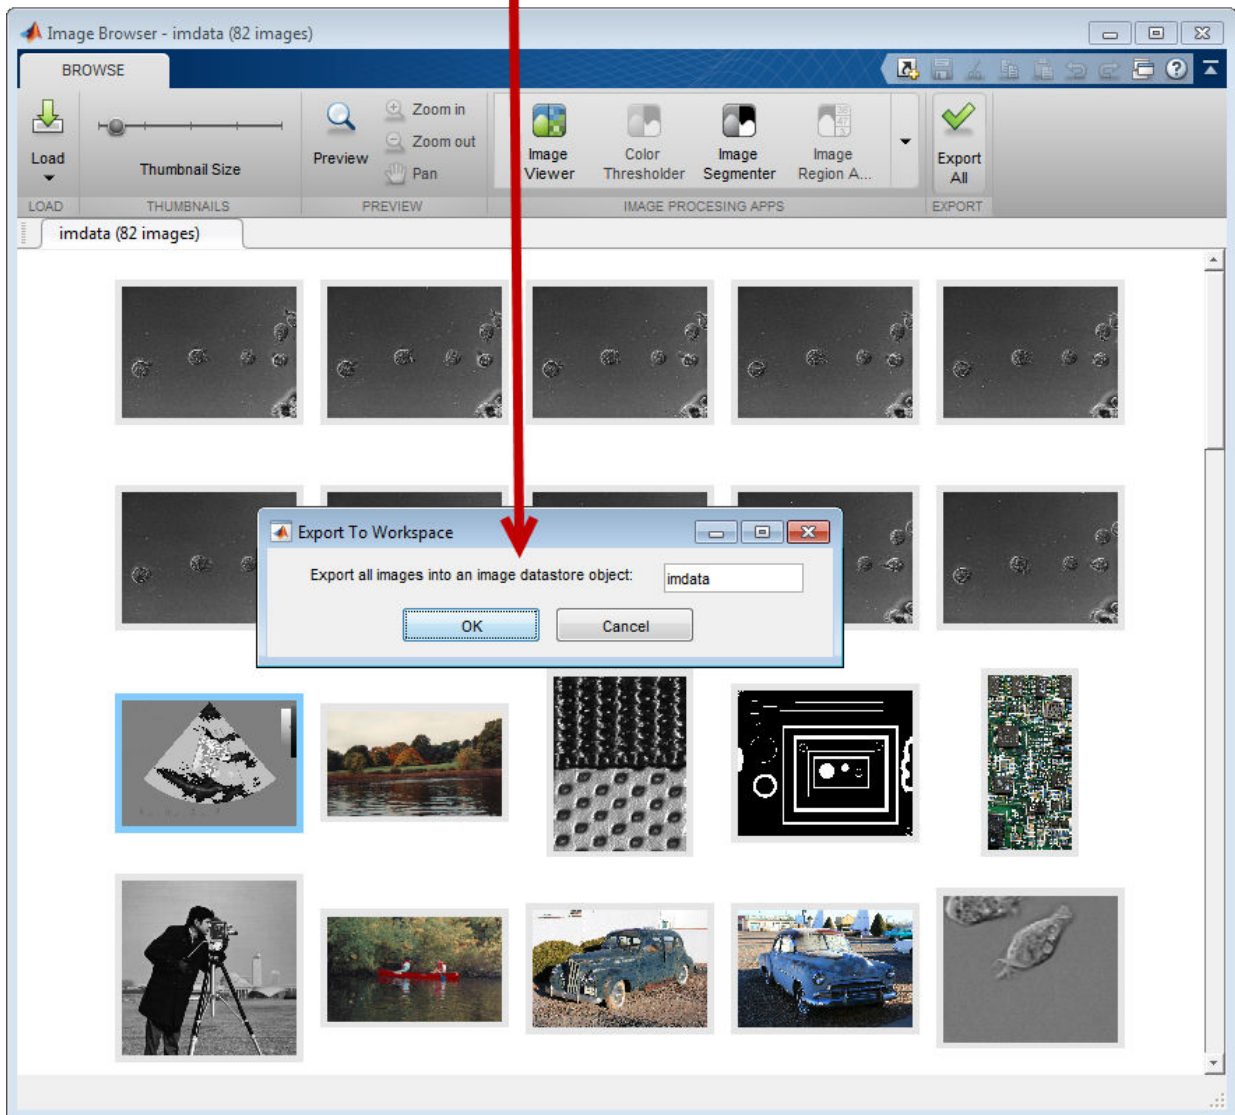 Image Browser - imdata (82 images)
BROWSE
Load
Thumbnail Size
Preview
Zoom in
Zoom out
Pan
Image Viewer
Color Thresholder
Image Segmenter
Image Region A...
Export All
LOAD
THUMBNAILS
PREVIEW
IMAGE PROCESING APPS
EXPORT
imdata (82 images)
Export To Workspace
Export all images into an image datastore object:
imdata
OK
Cancel